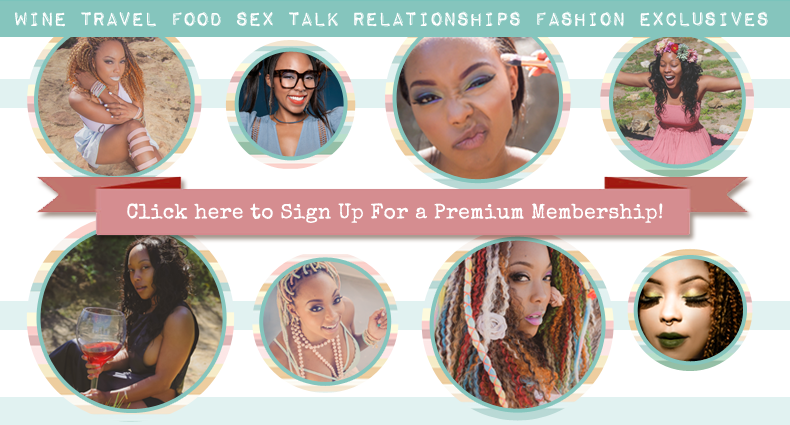 WINE TRAVEL FOOD SEX TALK RELATIONSHIPS FASHION EXCLUSIVES
Click here to Sign Up For a Premium Membership!